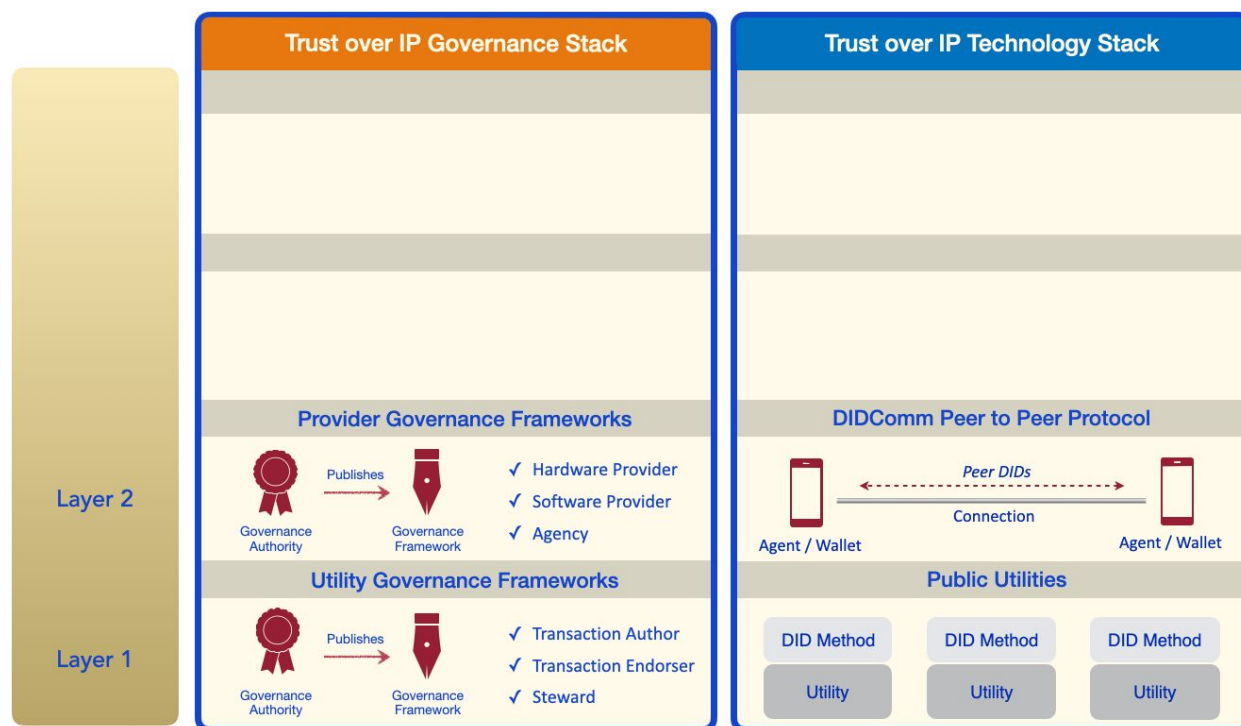 Trust over IP Governance Stack
Trust over IP Technology Stack
Layer 2
Provider Governance Frameworks
Publishes
Governance
Authority
Governance
Framework
✓ Hardware Provider
✓ Software Provider
✓ Agency
DIDComm Peer to Peer Protocol
Peer DIDs
Connection
Agent / Wallet
Agent / Wallet
Layer 1
Utility Governance Frameworks
Publishes
Governance
Authority
Governance
Framework
✓ Transaction Author
✓ Transaction Endorser
✓ Steward
Public Utilities
DID Method
DID Method
DID Method
Utility
Utility
Utility